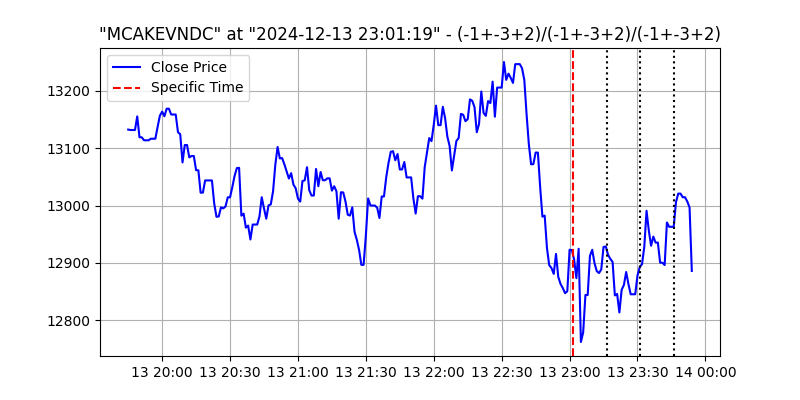 "MCAKEVNDC" at "2024-12-13 23:01:19" - (-1+-3+2)/(-1+-3+2)/(-1+-3+2)
Close Price
Specific Time
13200
13100
13000
12900
12800
13 20:00 13 20:30 13 21:00 13 21:30 13 22:00 13 22:30 13 23:00 13 23:30 14 00:00